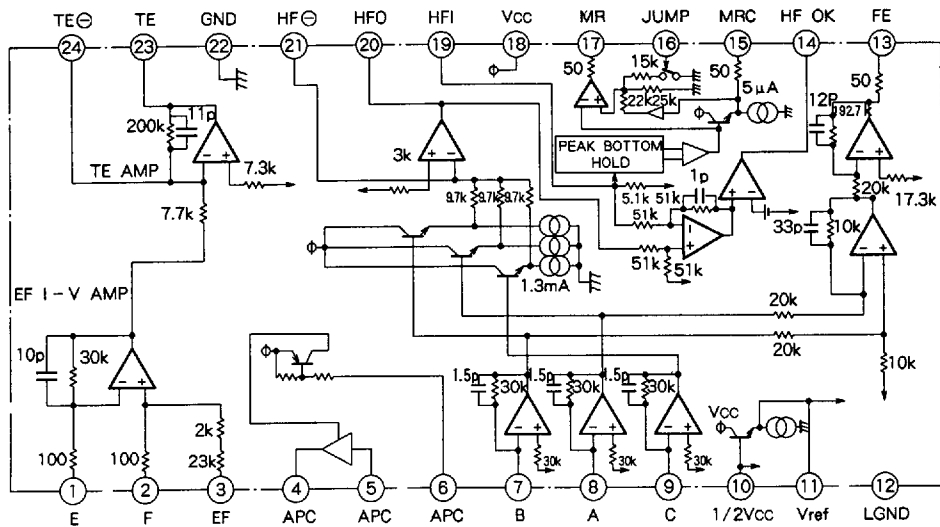 TE⊖ TE GND HF⊖ HFO HFI Vcc MR JUMP MRC HF OK FE
24 23 22 21 20 19 18 17 16 15 14 13
50 15k 50 50
5μA
22k 25k
12P 192.7k
11p
200k
3k
PEAK BOTTOM
HOLD
TE AMP 7.3k
1p
20k 17.3k
9.7k 9.7k 9.7k
5.1k 51k
7.7k
51k
33p 10k
51k 51k
1.3mA
EF I-V AMP
20k
20k
10p 30k
10k
1.5p 30k 1.5p 30k 1.5p 30k
Vcc
2k
100 100 23k
30k 30k 30k
1 2 3 4 5 6 7 8 9 10 11 12
E F EF APC APC APC B A C 1/2Vcc Vref LGND